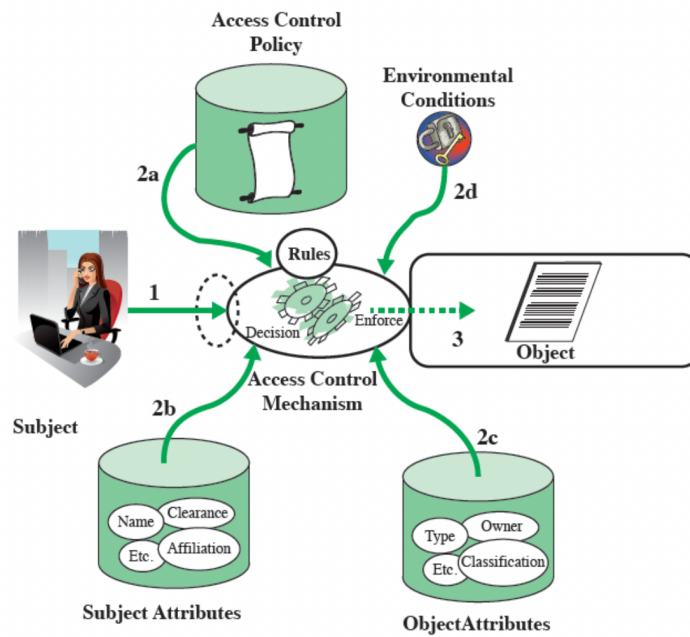 Access Control
Policy
Environmental
Conditions
2a
2d
Rules
1
Decision
Enforce
3
Object
Access Control
Mechanism
Subject
2b
2c
Name
Clearance
Etc.
Affiliation
Subject Attributes
Type
Owner
Etc.
Classification
ObjectAttributes